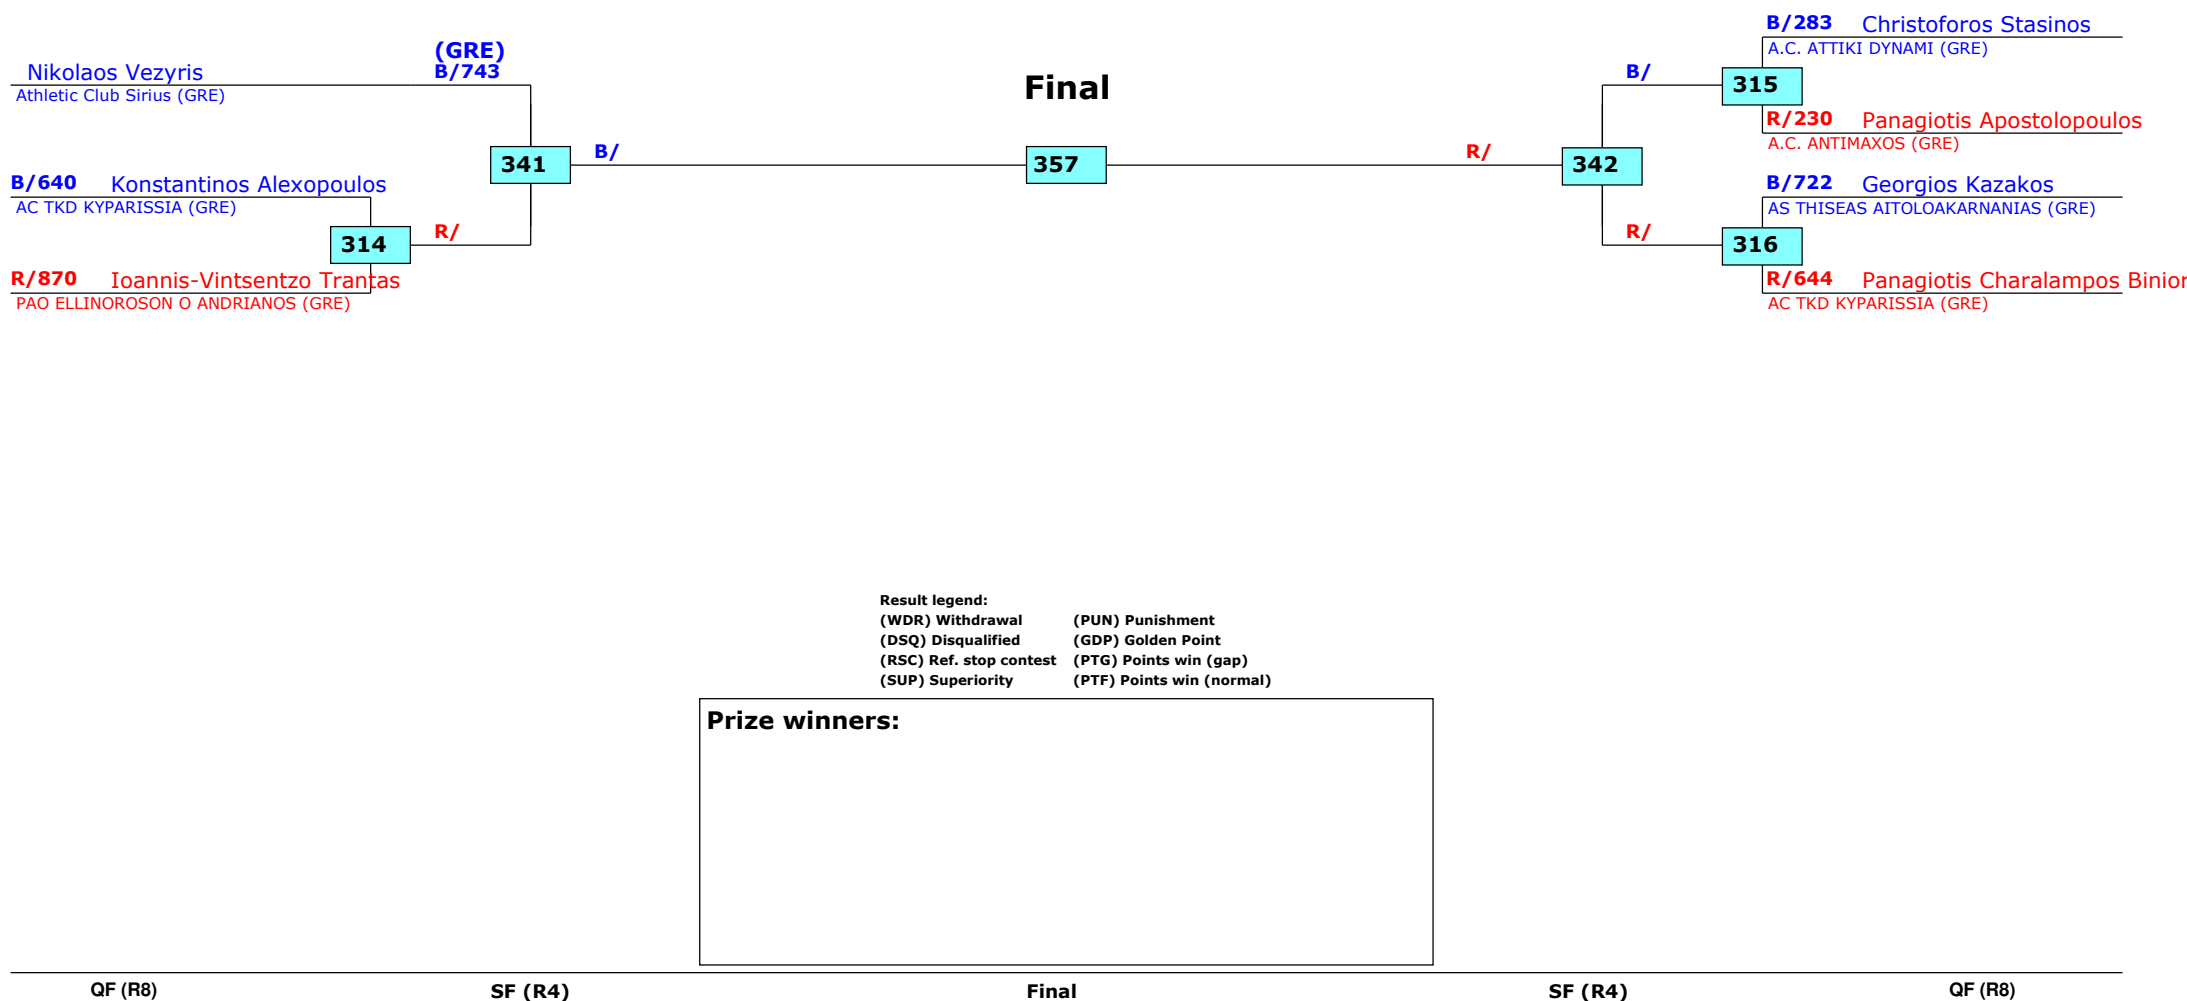 B/283 Christoforos Stasinos
A.C. ATTIKI DYNAMI (GRE)
(GRE)
Nikolaos Vezyris B/743
Athletic Club Sirius (GRE)
Final
B/
315
R/230 Panagiotis Apostolopoulos
A.C. ANTIMAXOS (GRE)
341
B/
357
R/
342
B/640 Konstantinos Alexopoulos
AC TKD KYPARISSIA (GRE)
B/722 Georgios Kazakos
AS THISEAS AITOLOAKARNANIAS (GRE)
314
R/
R/
316
R/870 Ioannis-Vintsentzo Trantas
PAO ELLINOROSON O ANDRIANOS (GRE)
R/644 Panagiotis Charalampos Binior
AC TKD KYPARISSIA (GRE)
Result legend:
(WDR) Withdrawal (PUN) Punishment
(DSQ) Disqualified (GDP) Golden Point
(RSC) Ref. stop contest (PTG) Points win (gap)
(SUP) Superiority (PTF) Points win (normal)
Prize winners:
QF (R8) SF (R4) Final SF (R4) QF (R8)